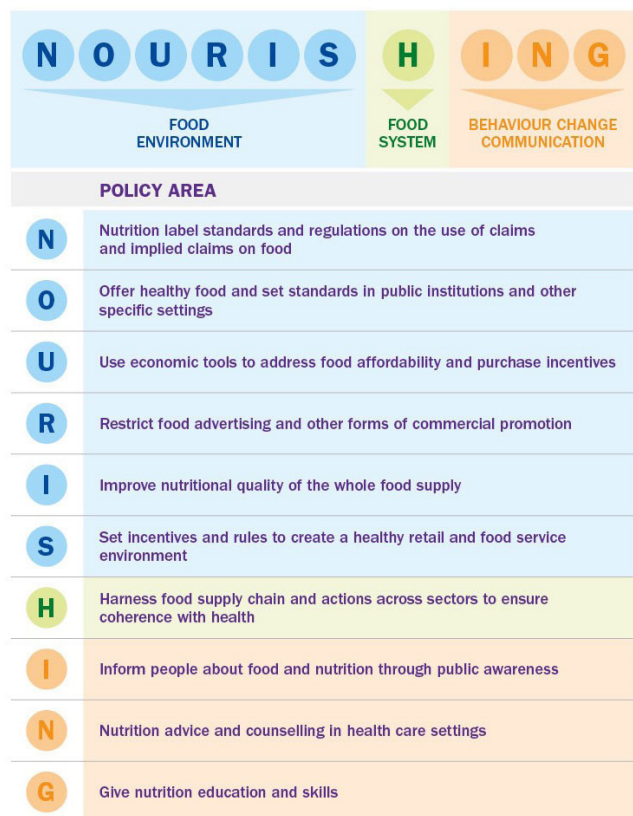 N O U R I S H I N G
FOOD
ENVIRONMENT
FOOD
SYSTEM
BEHAVIOUR CHANGE
COMMUNICATION
POLICY AREA
N
Nutrition label standards and regulations on the use of claims
and implied claims on food
O
Offer healthy food and set standards in public institutions and other
specific settings
U
Use economic tools to address food affordability and purchase incentives
R
Restrict food advertising and other forms of commercial promotion
I
Improve nutritional quality of the whole food supply
S
Set incentives and rules to create a healthy retail and food service
environment
H
Harness food supply chain and actions across sectors to ensure
coherence with health
I
Inform people about food and nutrition through public awareness
N
Nutrition advice and counselling in health care settings
G
Give nutrition education and skills